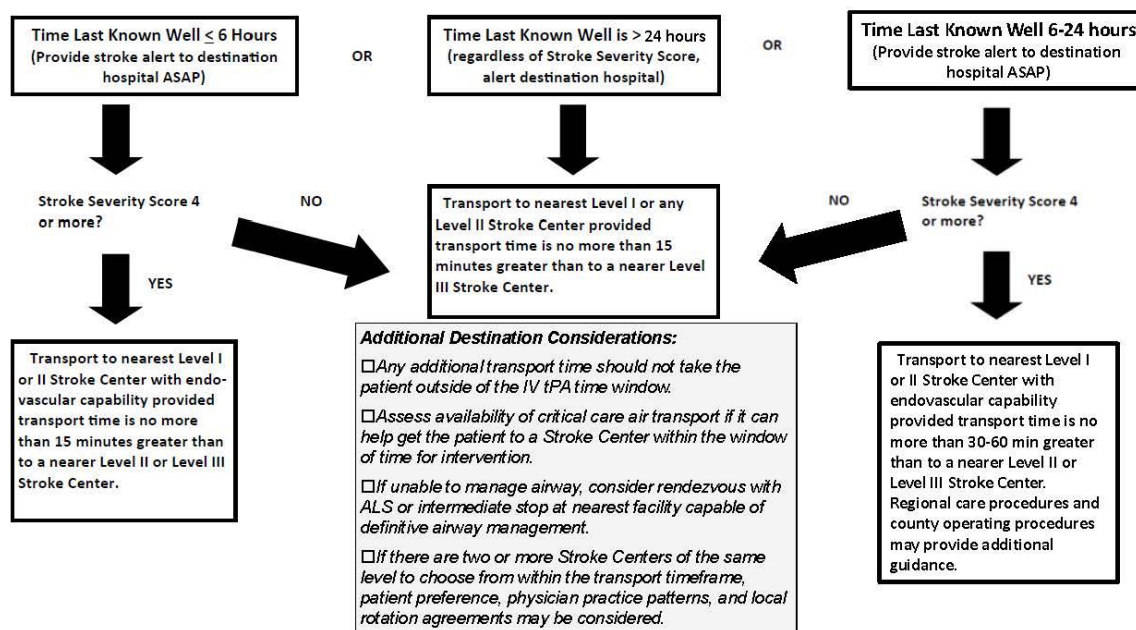 Time Last Known Well ≤ 6 Hours
(Provide stroke alert to destination
hospital ASAP)
OR
Time Last Known Well is > 24 hours
(regardless of Stroke Severity Score,
alert destination hospital)
OR
Time Last Known Well 6-24 hours
(Provide stroke alert to destination
hospital ASAP)
Stroke Severity Score 4
or more?
NO
Transport to nearest Level I or any
Level II Stroke Center provided
transport time is no more than 15
minutes greater than to a nearer Level
III Stroke Center.
NO
Stroke Severity Score 4
or more?
YES
YES
Transport to nearest Level I
or II Stroke Center with endo-
vascular capability provided
transport time is no more
than 15 minutes greater than
to a nearer Level II or Level III
Stroke Center.
Additional Destination Considerations:
☐Any additional transport time should not take the
patient outside of the IV tPA time window.
☐Assess availability of critical care air transport if it can
help get the patient to a Stroke Center within the window
of time for intervention.
☐If unable to manage airway, consider rendezvous with
ALS or intermediate stop at nearest facility capable of
definitive airway management.
☐If there are two or more Stroke Centers of the same
level to choose from within the transport timeframe,
patient preference, physician practice patterns, and local
rotation agreements may be considered.
Transport to nearest Level I
or II Stroke Center with
endovascular capability
provided transport time is no
more than 30-60 min greater
than to a nearer Level II or
Level III Stroke Center.
Regional care procedures and
county operating procedures
may provide additional
guidance.